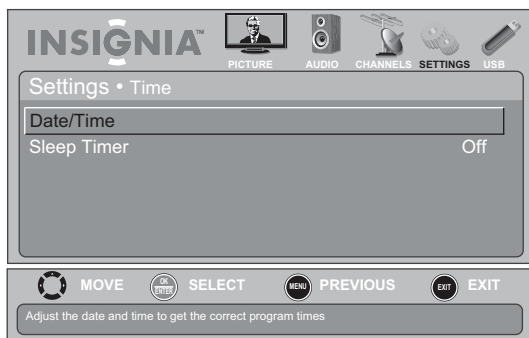 INSIGNIA™
PICTURE AUDIO CHANNELS SETTINGS USB
Settings • Time
Date/Time
Sleep Timer Off
MOVE OK ENTER SELECT MENU PREVIOUS EXIT EXIT
Adjust the date and time to get the correct program times